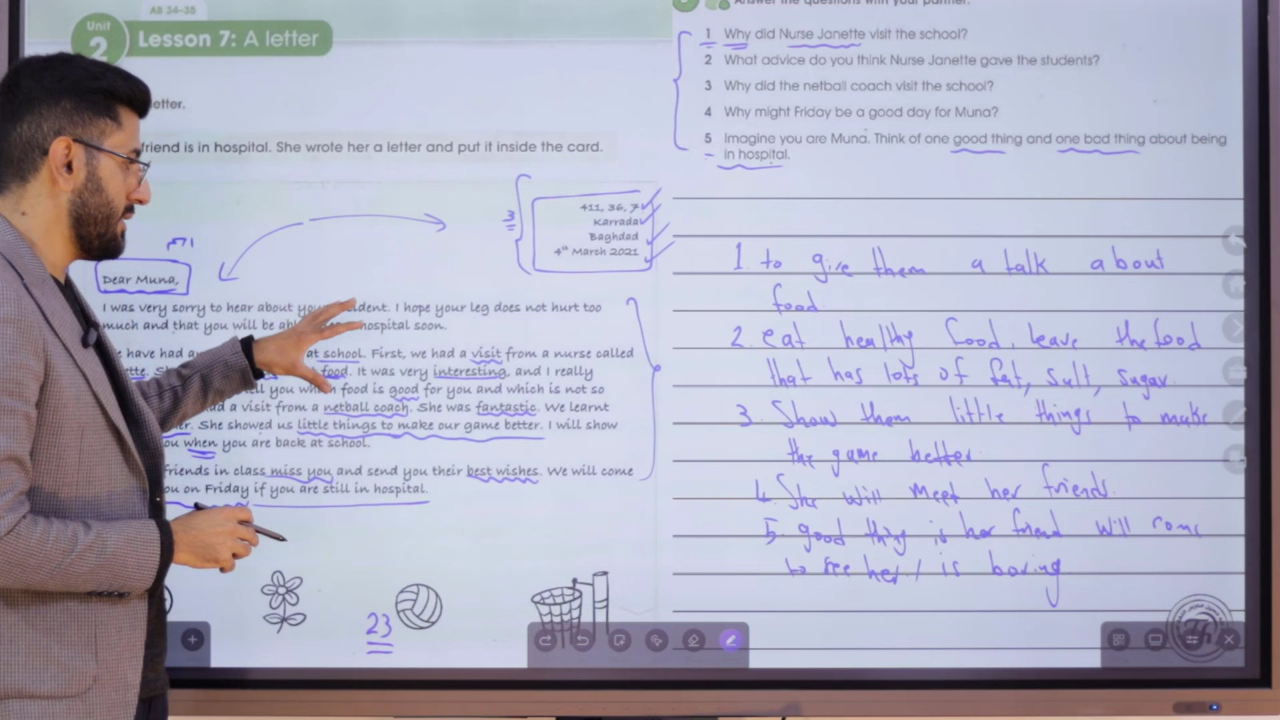 AB 34-35
Unit
2
Lesson 7: A letter
etter.
friend is in hospital. She wrote her a letter and put it inside the card.
3
411, 36, 7
Karrada
Baghdad
4th March 2021
Dear Muna,
I was very sorry to hear about your accident. I hope your leg does not hurt too
much and that you will be able hospital soon.
have had at school. First, we had a visit from a nurse called
food. It was very interesting, and I really
you which food is good for you and which is not so
a visit from a netball coach. She was fantastic. We learnt
She showed us little things to make our game better. I will show
when you are back at school.
friends in class miss you and send you their best wishes. We will come
on Friday if you are still in hospital.
23
Answer the questions with your partner.
1 Why did Nurse Janette visit the school?
2 What advice do you think Nurse Janette gave the students?
3 Why did the netball coach visit the school?
4 Why might Friday be a good day for Muna?
5 Imagine you are Muna. Think of one good thing and one bad thing about being
in hospital.
1. to give them a talk about
food
2. eat healthy food, leave the food
that has lots of fat, salt, sugar
3. Show them little things to make
the game better
4. She will meet her friends.
5. good thing is her friend will come
to see her / is boring